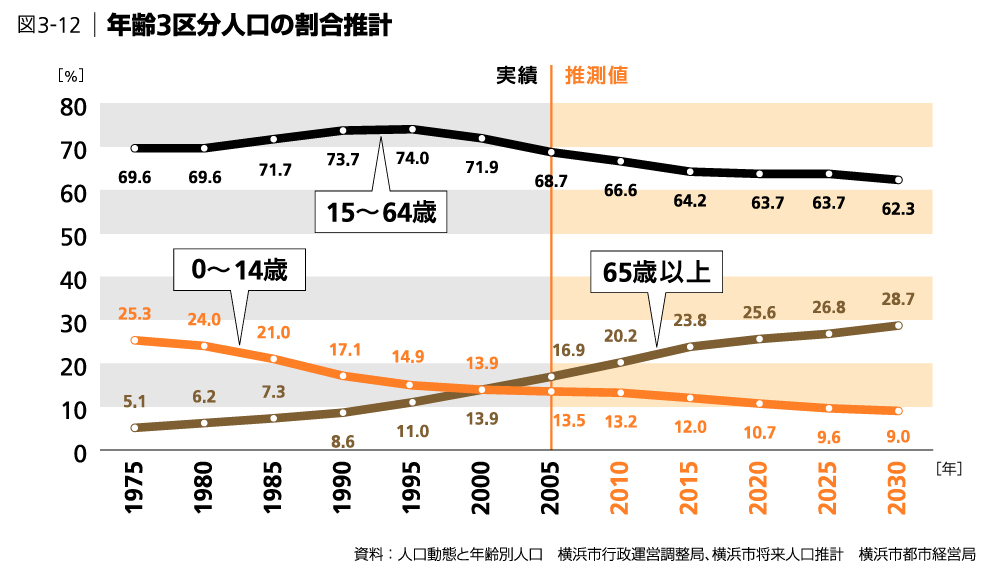 図3-12 年齢3区分人口の割合推計
[%]
実績 推測値
80
70
60
50
40
30
20
10
0
69.6 69.6 71.7 73.7 74.0 71.9 68.7 66.6 64.2 63.7 63.7 62.3
15〜64歳
0〜14歳
65歳以上
25.3 24.0 21.0 17.1 14.9 13.9 13.5 13.2 12.0 10.7 9.6 9.0
5.1 6.2 7.3 8.6 11.0 13.9 16.9 20.2 23.8 25.6 26.8 28.7
1975 1980 1985 1990 1995 2000 2005 2010 2015 2020 2025 2030
[年]
資料：人口動態と年齢別人口 横浜市行政運営調整局、横浜市将来人口推計 横浜市都市経営局